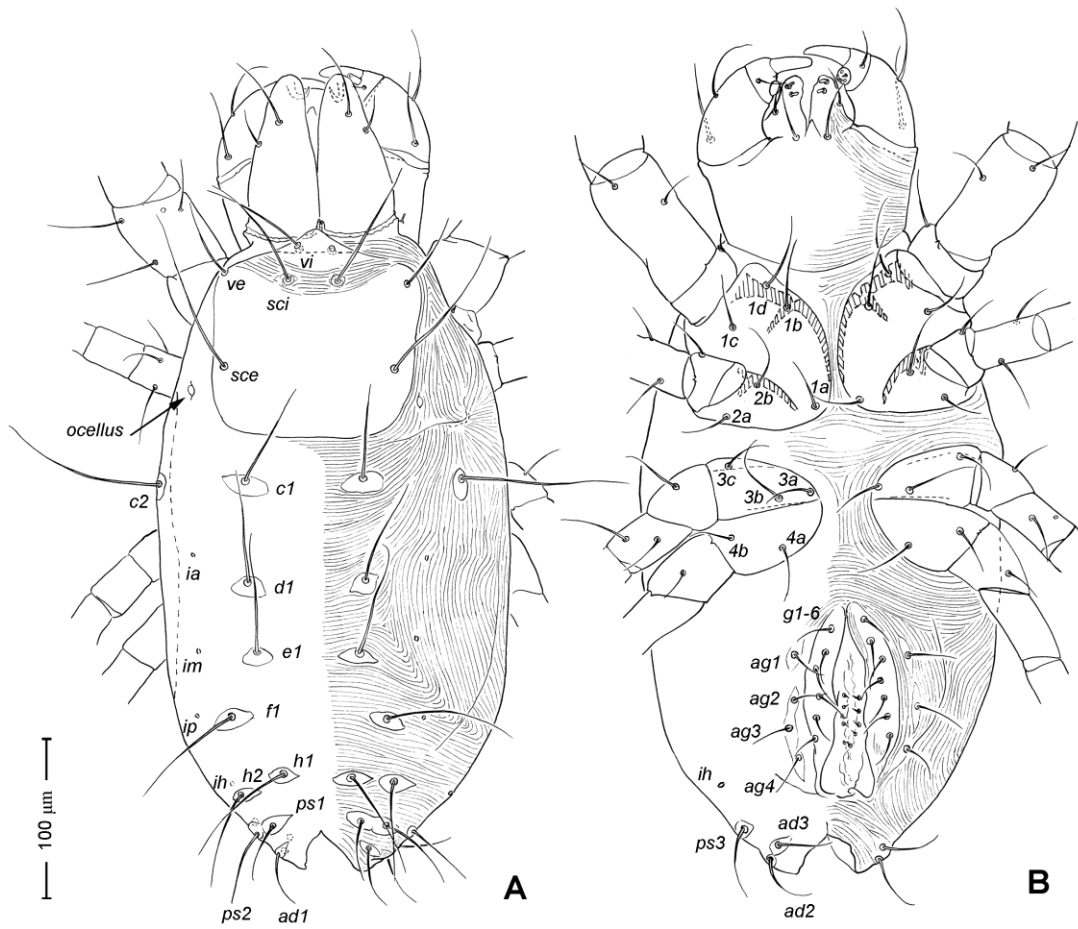 vi
ve
sci
sce
ocellus
c2
c1
ia
d1
im
e1
ip
f1
ih
h2
h1
ps1
ps2
ad1
100 µm
A
1d
1b
1c
1a
2b
2a
3c
3a
3b
4b
4a
g1-6
ag1
ag2
ag3
ag4
ih
ps3
ad3
ad2
B